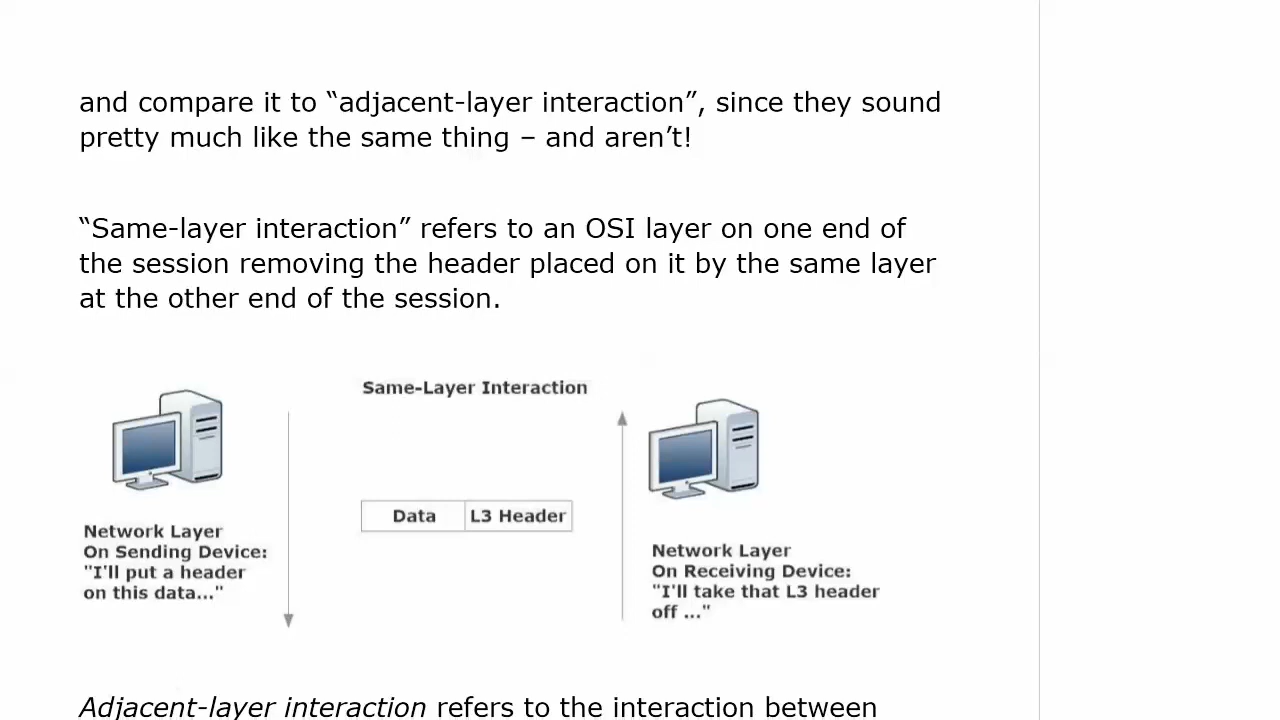 and compare it to “adjacent-layer interaction”, since they sound
pretty much like the same thing – and aren’t!
“Same-layer interaction” refers to an OSI layer on one end of
the session removing the header placed on it by the same layer
at the other end of the session.
Same-Layer Interaction
Data L3 Header
Network Layer
On Sending Device:
"I'll put a header
on this data..."
Network Layer
On Receiving Device:
"I'll take that L3 header
off ..."
Adjacent-layer interaction refers to the interaction between